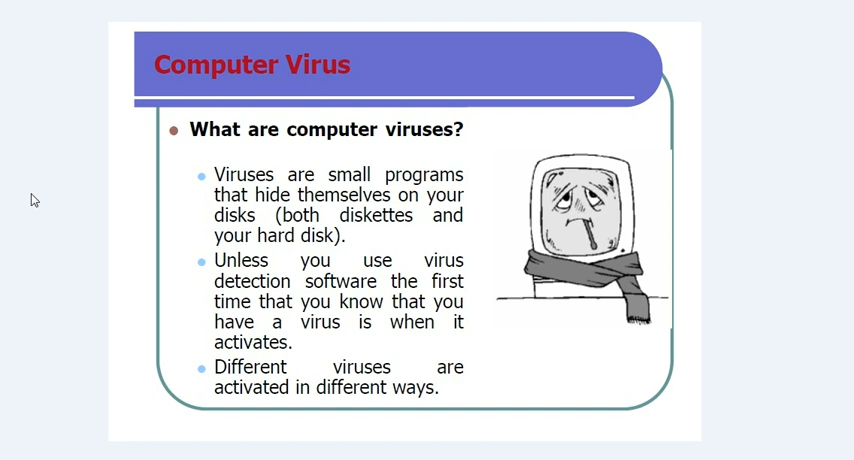 Computer Virus
What are computer viruses?
Viruses are small programs
that hide themselves on your
disks (both diskettes and
your hard disk).
Unless you use virus
detection software the first
time that you know that you
have a virus is when it
activates.
Different viruses are
activated in different ways.